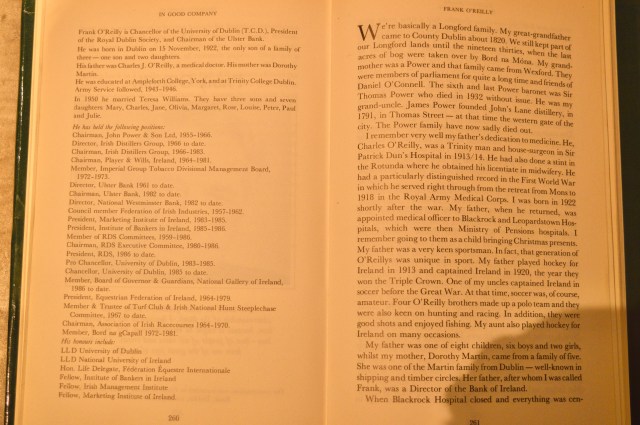 IN GOOD COMPANY
Frank O'Reilly is Chancellor of the University of Dublin (T.C.D.), President
of the Royal Dublin Society, and Chairman of the Ulster Bank.
He was born in Dublin on 15 November, 1922, the only son of a family of
three—one son and two daughters.
His father was Charles J. O'Reilly, a medical doctor. His mother was Dorothy
Martin.
He was educated at Ampleforth College, York, and at Trinity College Dublin.
Army Service followed, 1943–1946.
In 1950 he married Teresa Williams. They have three sons and seven
daughters: Mary, Charles, Jane, Olivia, Margaret, Rose, Louise, Peter, Paul
and Julie.
He has held the following positions:
Chairman, John Power & Son Ltd, 1955–1966.
Director, Irish Distillers Group, 1966 to date.
Chairman, Irish Distillers Group, 1966–1983.
Chairman, Player & Wills, Ireland, 1964–1981.
Member, Imperial Group Tobacco Divisional Management Board,
1972–1978.
Director, Ulster Bank 1961 to date.
Chairman, Ulster Bank, 1982 to date.
Director, National Westminster Bank, 1982 to date.
Council member Federation of Irish Industries, 1957–1962.
President, Marketing Institute of Ireland, 1983–1985.
President, Institute of Bankers in Ireland, 1985–1986.
Member of RDS Committees, 1959–1980.
Chairman, RDS Executive Committee, 1980–1986.
President, RDS, 1986 to date.
Pro Chancellor, University of Dublin, 1983–1985.
Chancellor, University of Dublin, 1985 to date.
Member, Board of Governor & Guardians, National Gallery of Ireland,
1986 to date.
President, Equestrian Federation of Ireland, 1964–1979.
Member & Trustee of Turf Club & Irish National Hunt Steeplechase
Committee, 1967 to date.
Chairman, Association of Irish Racecourses 1964–1970.
Member, Bord na gCapall 1972–1981.
His honours include:
LLD University of Dublin
LLD National University of Ireland
Hon. Life Delegate, Fédération Équestre Internationale
Fellow, Institute of Bankers in Ireland
Fellow, Irish Management Institute
Fellow, Marketing Institute of Ireland.
260
FRANK O'REILLY
We're basically a Longford family. My great-grandfather
came to County Dublin about 1820. We still kept part of
our Longford lands until the nineteen thirties, when the last
acres of bog were taken over by Bord na Móna. My grand-
mother was a Power and that family came from Wexford. They
were members of parliament for quite a long time and friends of
Daniel O'Connell. The sixth and last Power baronet was Sir
Thomas Power who died in 1932 without issue. He was my
grand-uncle. James Power founded John's Lane distillery, in
1791, in Thomas Street — at that time the western gate of the
city. The Power family have now sadly died out.
I remember very well my father's dedication to medicine. He,
Charles O'Reilly, was a Trinity man and house-surgeon in Sir
Patrick Dun's Hospital in 1913/14. He had also done a stint in
the Rotunda where he obtained his licentiate in midwifery. He
had a particularly distinguished record in the First World War
in which he served right through from the retreat from Mons to
1918 in the Royal Army Medical Corps. I was born in 1922
shortly after the war. My father, when he returned, was
appointed medical officer to Blackrock and Leopardstown Hos-
pitals, which were then Ministry of Pensions hospitals. I
remember going to them as a child bringing Christmas presents.
My father was a very keen sportsman. In fact, that generation of
O'Reillys was unique in sport. My father played hockey for
Ireland in 1913 and captained Ireland in 1920, the year they
won the Triple Crown. One of my uncles captained Ireland in
soccer before the Great War. At that time, soccer was, of course,
amateur. Four O'Reilly brothers made up a polo team and they
were also keen on hunting and racing. In addition, they were
good shots and enjoyed fishing. My aunt also played hockey for
Ireland on many occasions.
My father was one of eight children, six boys and two girls,
whilst my mother, Dorothy Martin, came from a family of five.
She was one of the Martin family from Dublin — well-known in
shipping and timber circles. Her father, after whom I was called
Frank, was a Director of the Bank of Ireland.
When Blackrock Hospital closed and everything was cen-
261